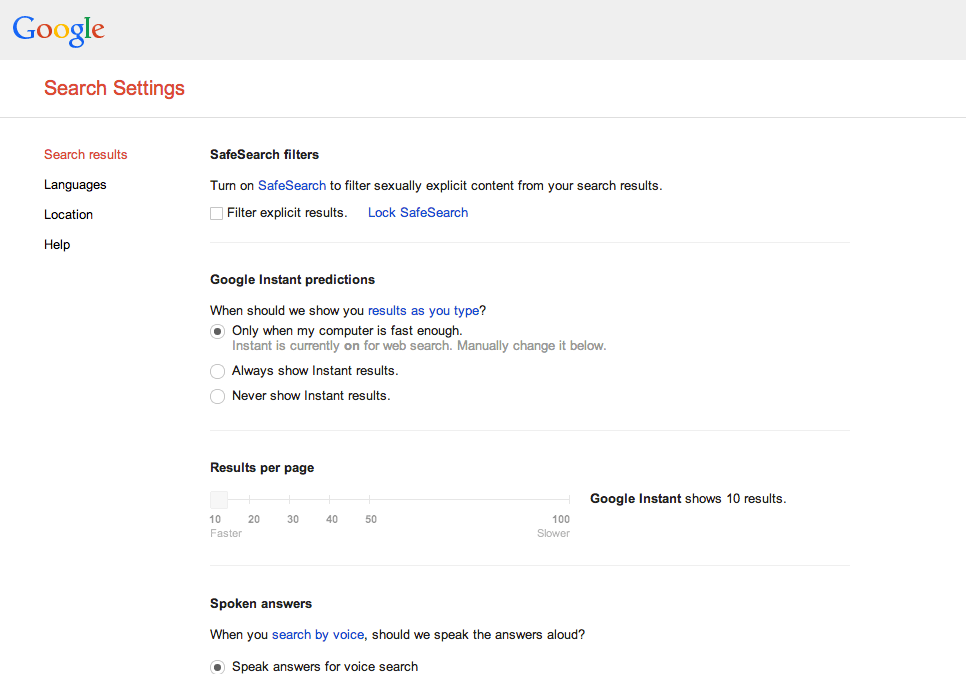 Google
Search Settings
Search results
Languages
Location
Help
SafeSearch filters
Turn on SafeSearch to filter sexually explicit content from your search results.
Filter explicit results. Lock SafeSearch
Google Instant predictions
When should we show you results as you type?
Only when my computer is fast enough.
Instant is currently on for web search. Manually change it below.
Always show Instant results.
Never show Instant results.
Results per page
Google Instant shows 10 results.
10 20 30 40 50 100
Faster Slower
Spoken answers
When you search by voice, should we speak the answers aloud?
Speak answers for voice search